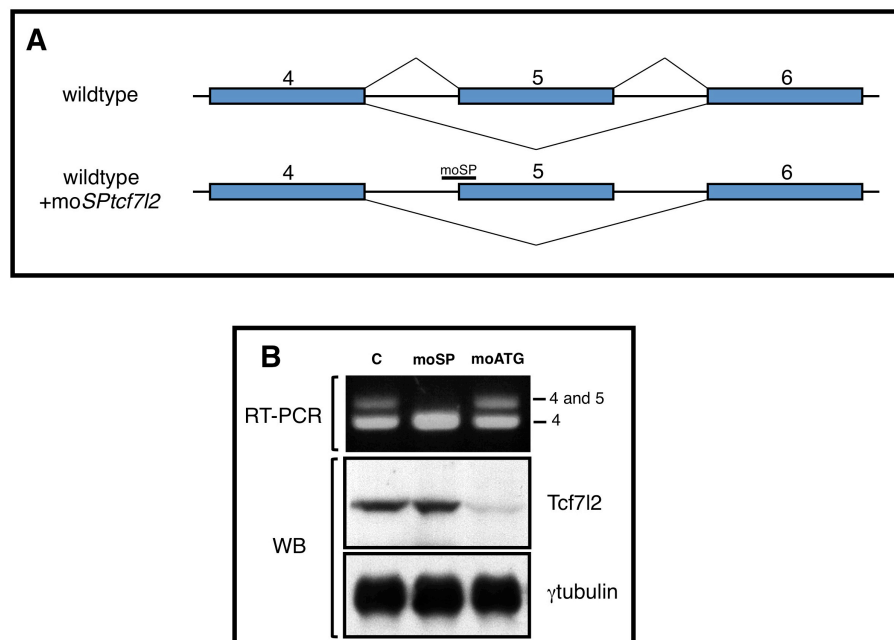 A
wildtype
4 5 6
wildtype
+moSPtcf7l2
4 moSP 5 6
B
C moSP moATG
RT-PCR
4 and 5
4
WB
Tcf7l2
γtubulin